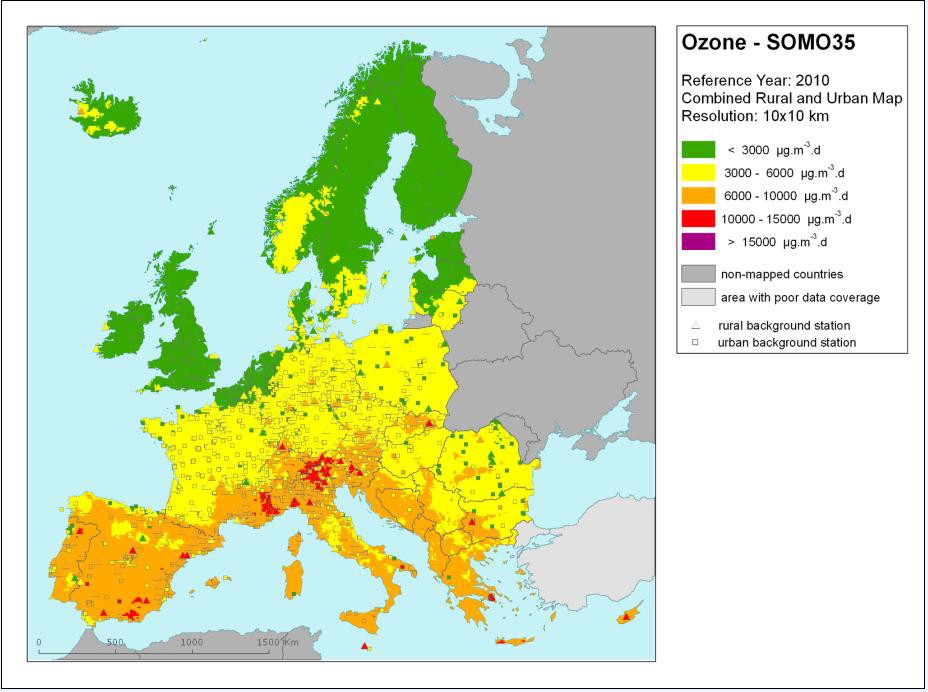 Ozone - SOMO35
Reference Year: 2010
Combined Rural and Urban Map
Resolution: 10x10 km
< 3000 µg.m-3.d
3000 - 6000 µg.m-3.d
6000 - 10000 µg.m-3.d
10000 - 15000 µg.m-3.d
> 15000 µg.m-3.d
non-mapped countries
area with poor data coverage
rural background station
urban background station
0 500 1000 1500 Km